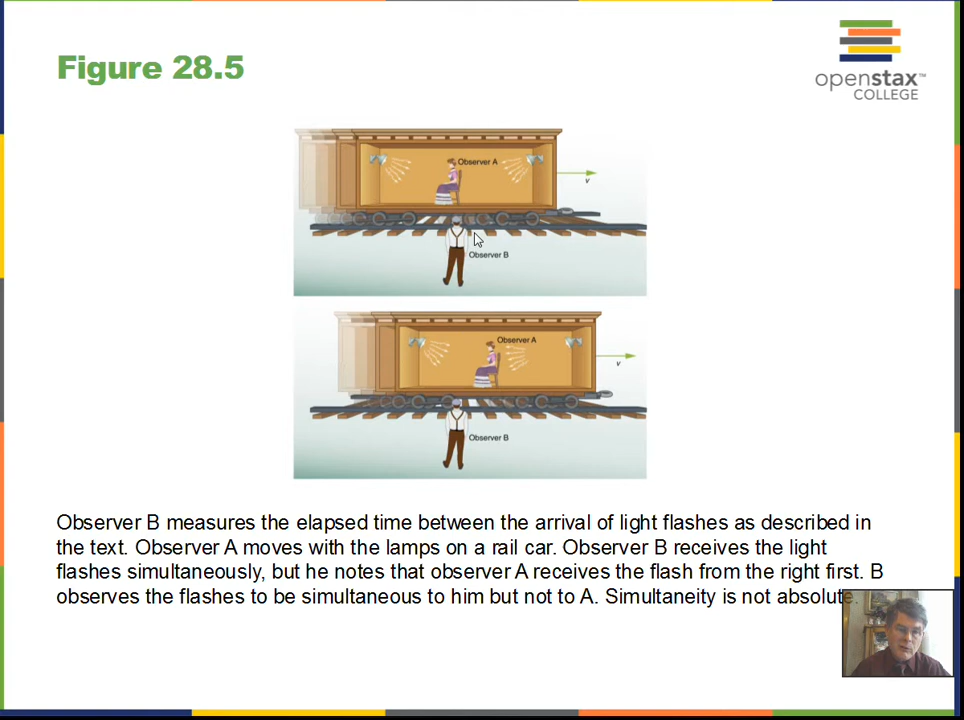 Figure 28.5
openstax™
COLLEGE
Observer A
v
Observer B
Observer A
v
Observer B
Observer B measures the elapsed time between the arrival of light flashes as described in
the text. Observer A moves with the lamps on a rail car. Observer B receives the light
flashes simultaneously, but he notes that observer A receives the flash from the right first. B
observes the flashes to be simultaneous to him but not to A. Simultaneity is not absolute.